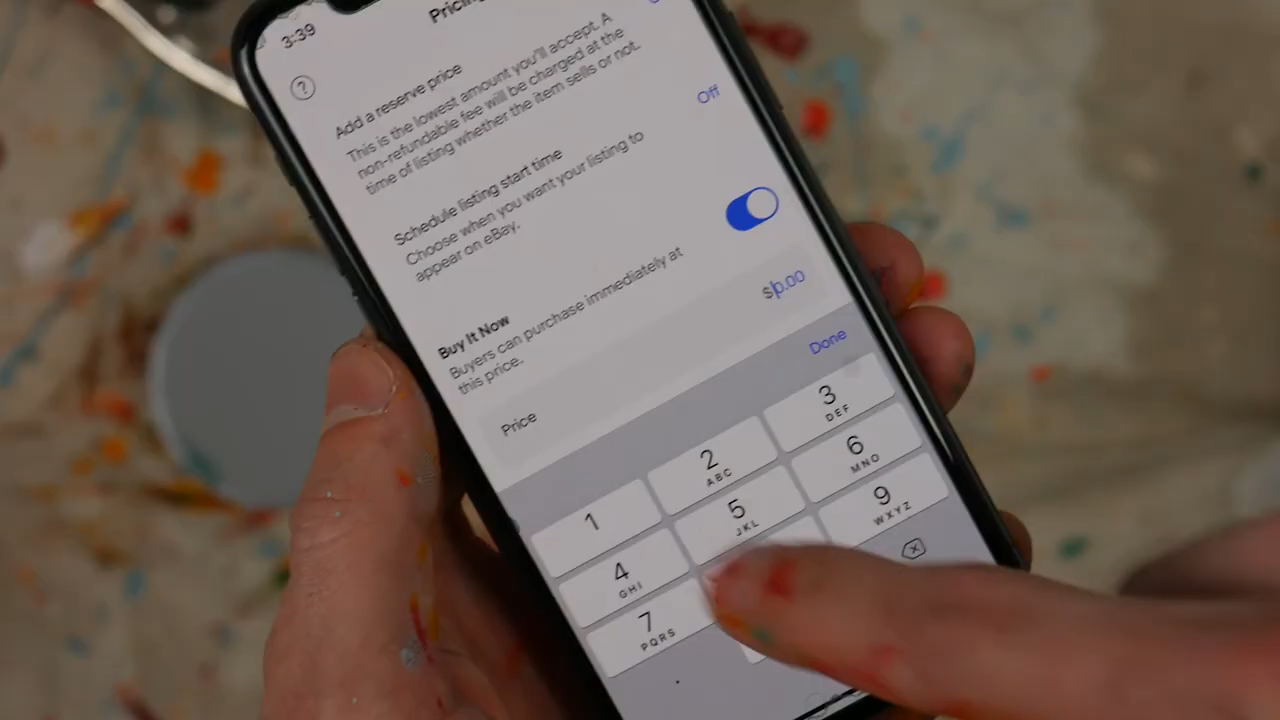 3:39
Pricing
Add a reserve price
This is the lowest amount you'll accept. A
non-refundable fee will be charged at the
time of listing whether the item sells or not.
Off
Schedule listing start time
Choose when you want your listing to
appear on eBay.
Buy It Now
Buyers can purchase immediately at
this price.
Price
$0.00
Done
1
2
ABC
3
DEF
4
GHI
5
JKL
6
MNO
7
PQRS
9
WXYZ
.